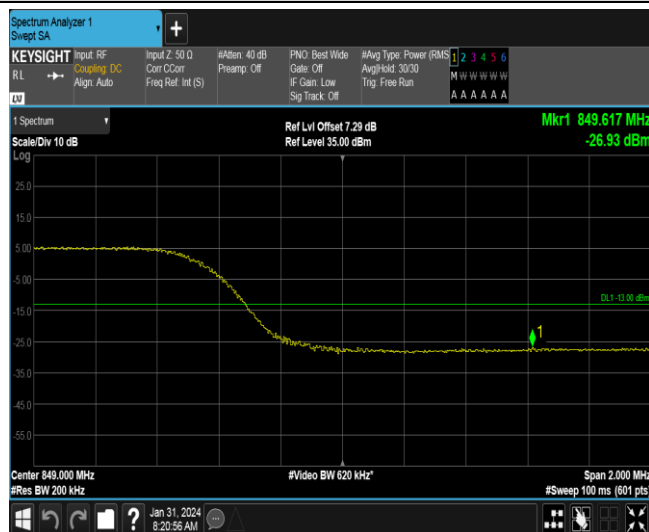 Spectrum Analyzer 1
Swept SA
+
KEYSIGHT
RL
LXI
Input: RF
Coupling: DC
Align: Auto
Input Z: 50 Ω
Corr CCorr
Freq Ref: Int (S)
#Atten: 40 dB
Preamp: Off
PNO: Best Wide
Gate: Off
IF Gain: Low
Sig Track: Off
#Avg Type: Power (RMS
Avg|Hold: 30/30
Trig: Free Run
1 2 3 4 5 6
M W W W W W
A A A A A A
1 Spectrum
Scale/Div 10 dB
Log
Ref Lvl Offset 7.29 dB
Ref Level 35.00 dBm
Mkr1 849.617 MHz
-26.93 dBm
25.0
15.0
5.00
-5.00
DL1 -13.00 dBm
-15.0
1
-25.0
-35.0
-45.0
-55.0
Center 849.000 MHz
#Res BW 200 kHz
#Video BW 620 kHz*
Span 2.000 MHz
#Sweep 100 ms (601 pts)
?
Jan 31, 2024
8:20:56 AM